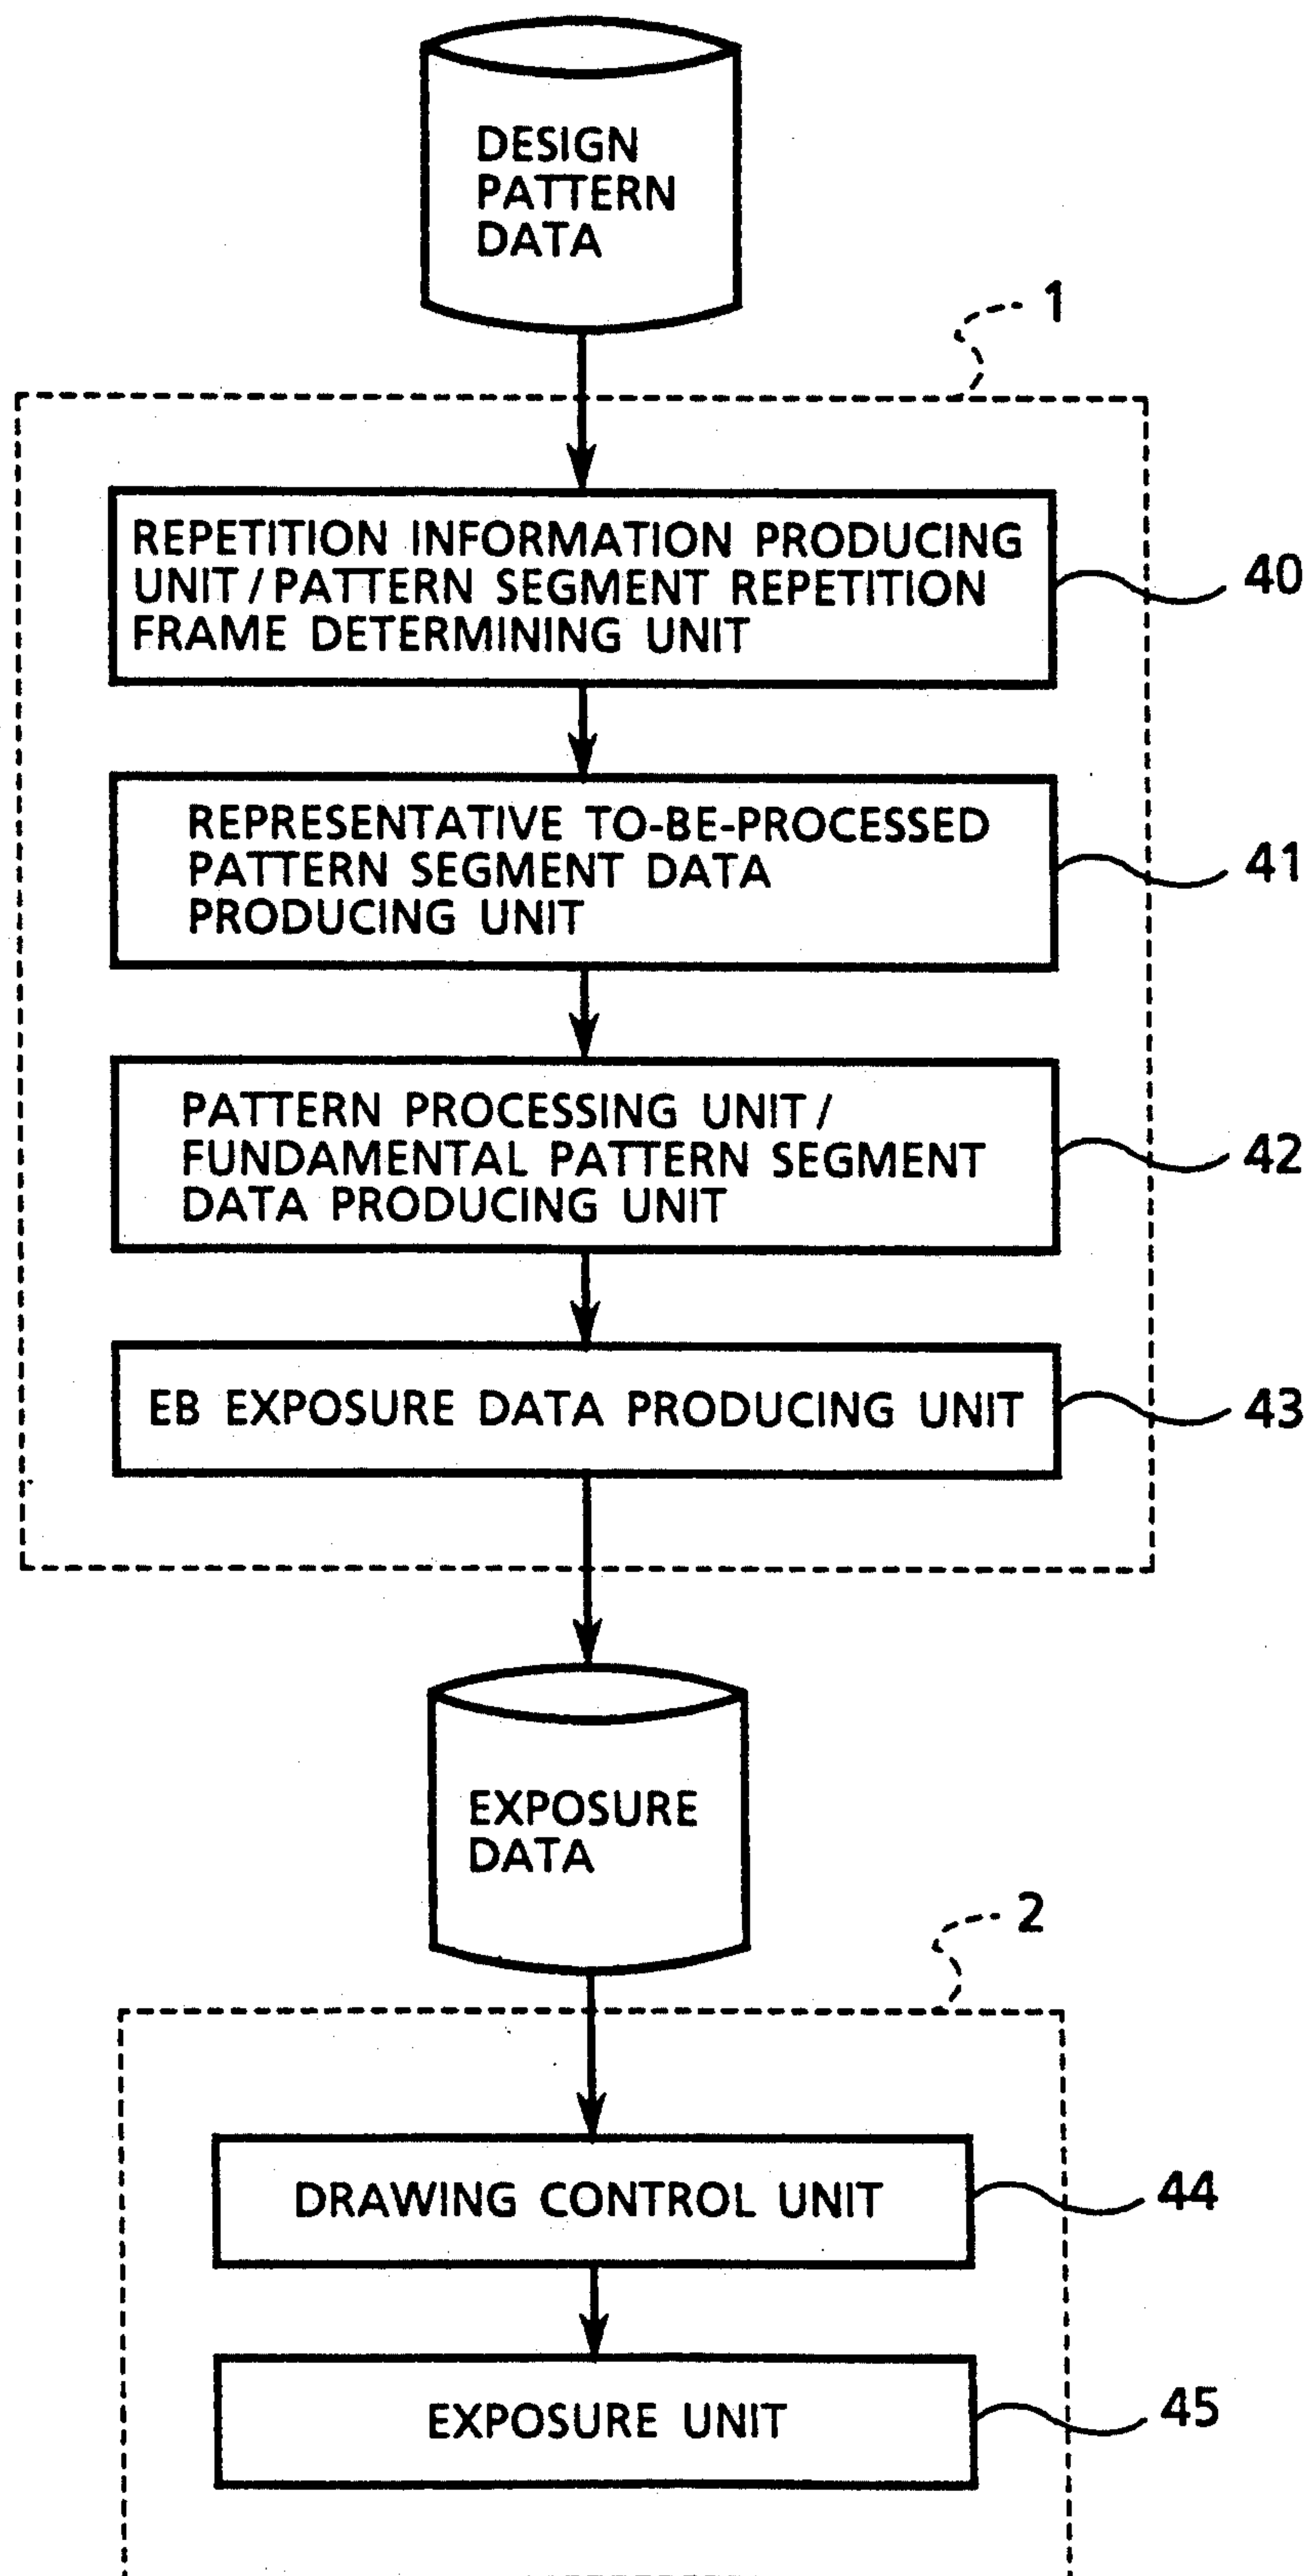 DESIGN
PATTERN
DATA
1
REPETITION INFORMATION PRODUCING
UNIT / PATTERN SEGMENT REPETITION
FRAME DETERMINING UNIT
40
REPRESENTATIVE TO-BE-PROCESSED
PATTERN SEGMENT DATA
PRODUCING UNIT
41
PATTERN PROCESSING UNIT /
FUNDAMENTAL PATTERN SEGMENT
DATA PRODUCING UNIT
42
EB EXPOSURE DATA PRODUCING UNIT
43
EXPOSURE
DATA
2
DRAWING CONTROL UNIT
44
EXPOSURE UNIT
45